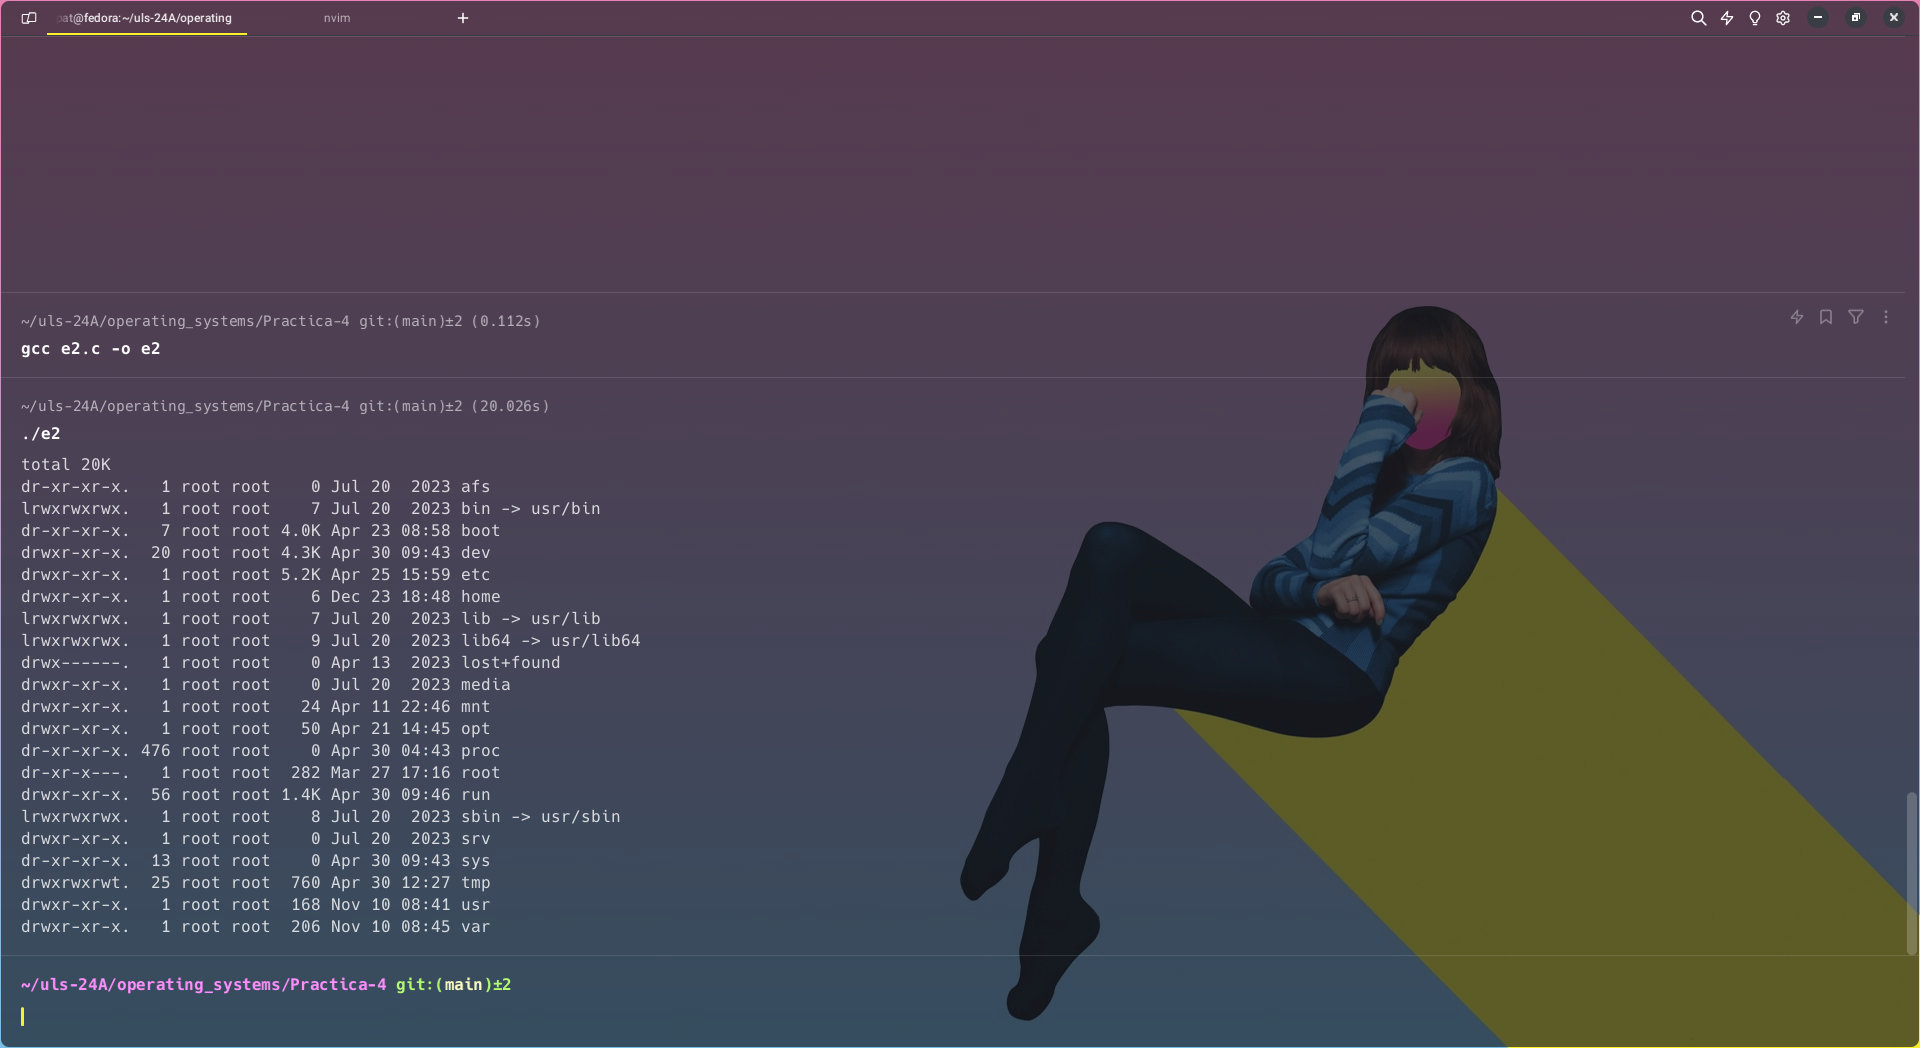 at@fedora:~/uls-24A/operating
nvim
~/uls-24A/operating_systems/Practica-4 git:(main)±2 (0.112s)
gcc e2.c -o e2
~/uls-24A/operating_systems/Practica-4 git:(main)±2 (20.026s)
./e2
total 20K
dr-xr-xr-x.   1 root root    0 Jul 20  2023 afs
lrwxrwxrwx.   1 root root    7 Jul 20  2023 bin -> usr/bin
dr-xr-xr-x.   7 root root 4.0K Apr 23 08:58 boot
drwxr-xr-x.  20 root root 4.3K Apr 30 09:43 dev
drwxr-xr-x.   1 root root 5.2K Apr 25 15:59 etc
drwxr-xr-x.   1 root root    6 Dec 23 18:48 home
lrwxrwxrwx.   1 root root    7 Jul 20  2023 lib -> usr/lib
lrwxrwxrwx.   1 root root    9 Jul 20  2023 lib64 -> usr/lib64
drwx------.   1 root root    0 Apr 13  2023 lost+found
drwxr-xr-x.   1 root root    0 Jul 20  2023 media
drwxr-xr-x.   1 root root   24 Apr 11 22:46 mnt
drwxr-xr-x.   1 root root   50 Apr 21 14:45 opt
dr-xr-xr-x. 476 root root    0 Apr 30 04:43 proc
dr-xr-x---.   1 root root  282 Mar 27 17:16 root
drwxr-xr-x.  56 root root 1.4K Apr 30 09:46 run
lrwxrwxrwx.   1 root root    8 Jul 20  2023 sbin -> usr/sbin
drwxr-xr-x.   1 root root    0 Jul 20  2023 srv
dr-xr-xr-x.  13 root root    0 Apr 30 09:43 sys
drwxrwxrwt.  25 root root  760 Apr 30 12:27 tmp
drwxr-xr-x.   1 root root  168 Nov 10 08:41 usr
drwxr-xr-x.   1 root root  206 Nov 10 08:45 var
~/uls-24A/operating_systems/Practica-4 git:(main)±2